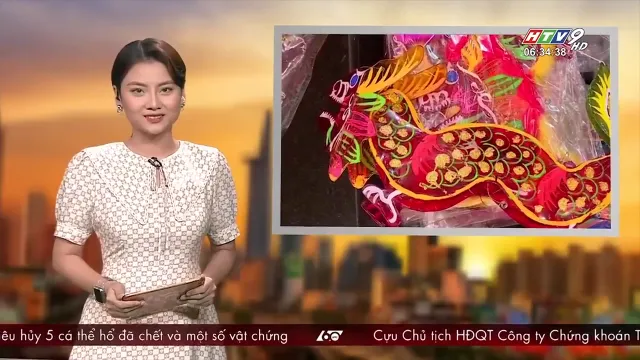 HTV9 HD
06:34:38
iêu hủy 5 cá thể hổ đã chết và một số vật chứng 60 Cựu Chủ tịch HĐQT Công ty Chứng khoán T